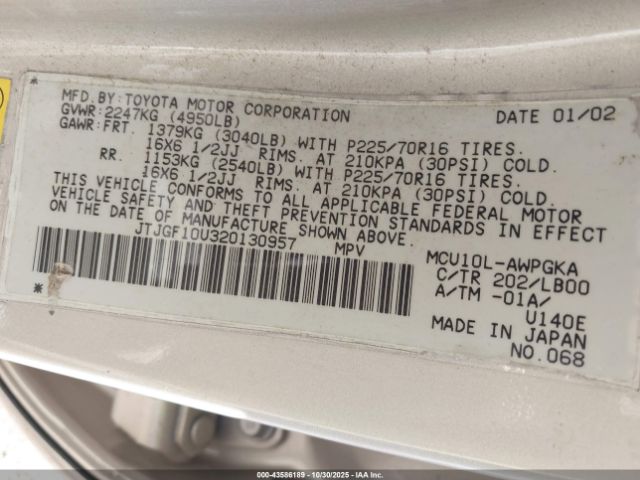 MFD.BY:TOYOTA MOTOR CORPORATION DATE 01/02
GVWR:2247KG (4950LB)
GAWR:FRT. 1379KG (3040LB) WITH P225/70R16 TIRES.
16X6 1/2JJ RIMS. AT 210KPA (30PSI) COLD.
RR. 1153KG (2540LB) WITH P225/70R16 TIRES.
16X6 1/2JJ RIMS. AT 210KPA (30PSI) COLD.
THIS VEHICLE CONFORMS TO ALL APPLICABLE FEDERAL MOTOR
VEHICLE SAFETY AND THEFT PREVENTION STANDARDS IN EFFECT
ON THE DATE OF MANUFACTURE SHOWN ABOVE.
JTJGF10U320130957 MPV
MCU10L-AWPGKA
C/TR 202/LB00
A/TM -01A/
U140E
MADE IN JAPAN
NO.068
000-43586189 - 10/30/2025 - IAA Inc.